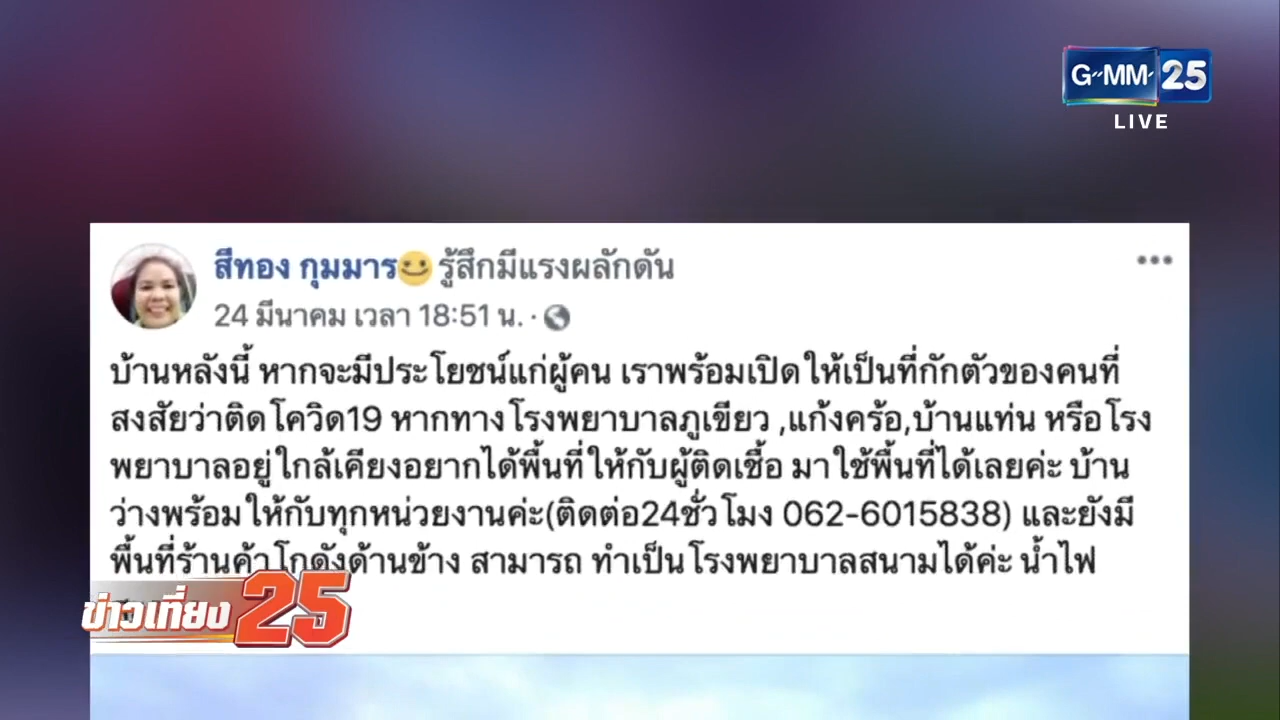 G-MM-25
LIVE
สีทอง กุมมาร รู้สึกมีแรงผลักดัน
24 มีนาคม เวลา 18:51 น. ·
บ้านหลังนี้ หากจะมีประโยชน์แก่ผู้คน เราพร้อมเปิดให้เป็นที่กักตัวของคนที่
สงสัยว่าติดโควิด19 หากทางโรงพยาบาลภูเขียว ,แก้งคร้อ,บ้านแท่น หรือโรง
พยาบาลอยู่ใกล้เคียงอยากได้พื้นที่ให้กับผู้ติดเชื้อ มาใช้พื้นที่ได้เลยค่ะ บ้าน
ว่างพร้อมให้กับทุกหน่วยงานค่ะ(ติดต่อ24ชั่วโมง 062-6015838) และยังมี
พื้นที่ร้านค้าโกดังด้านข้าง สามารถ ทำเป็นโรงพยาบาลสนามได้ค่ะ น้ำไฟ
ข่าวเที่ยง 25